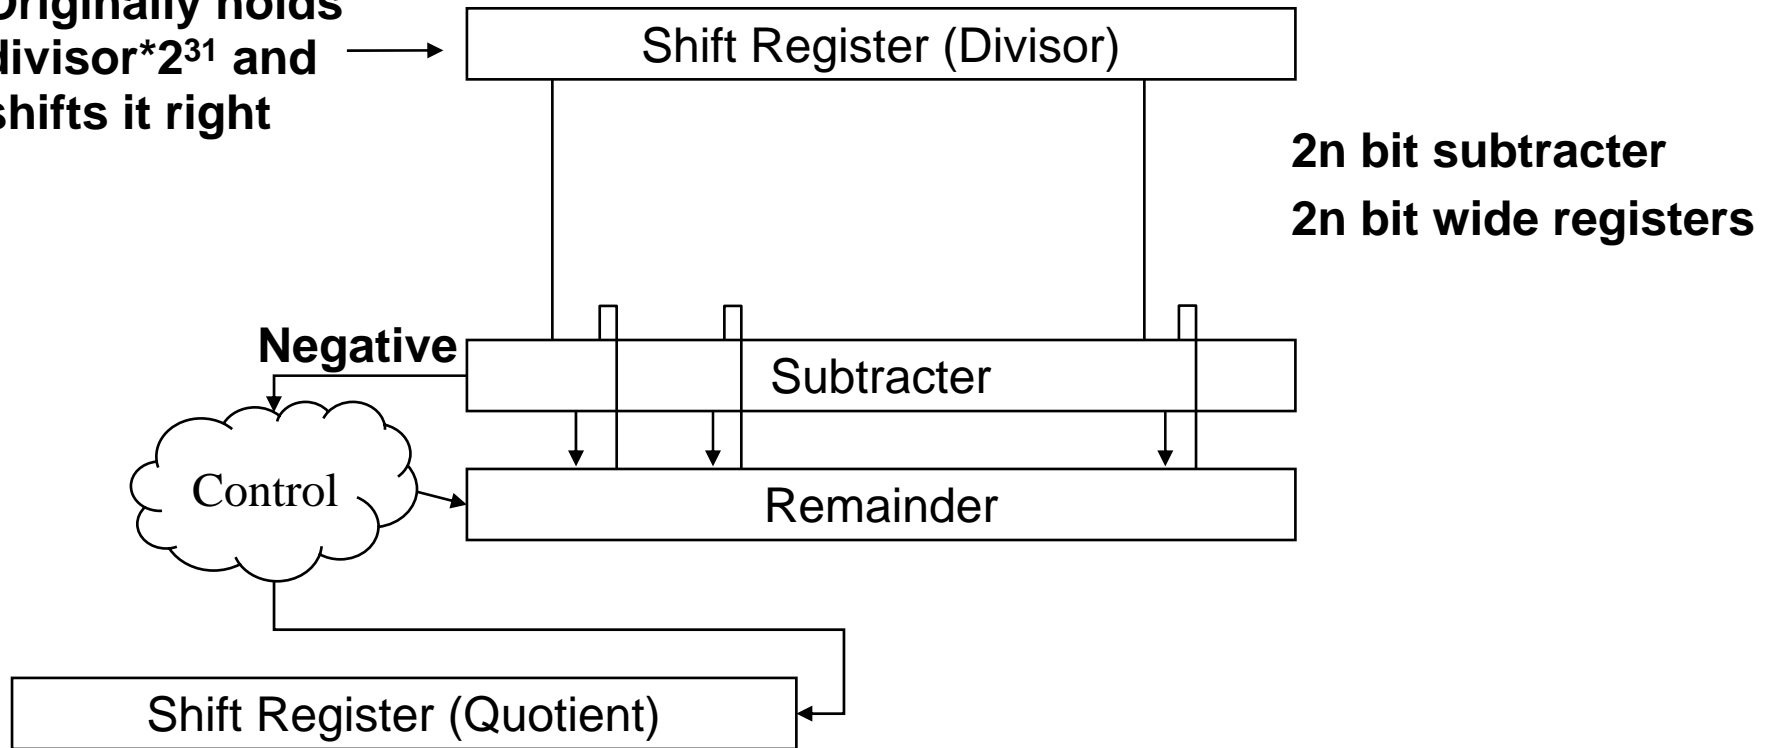 Originally holds
divisor*2³¹ and
shifts it right
Shift Register (Divisor)
2n bit subtracter
2n bit wide registers
Negative
Subtracter
Control
Remainder
Shift Register (Quotient)